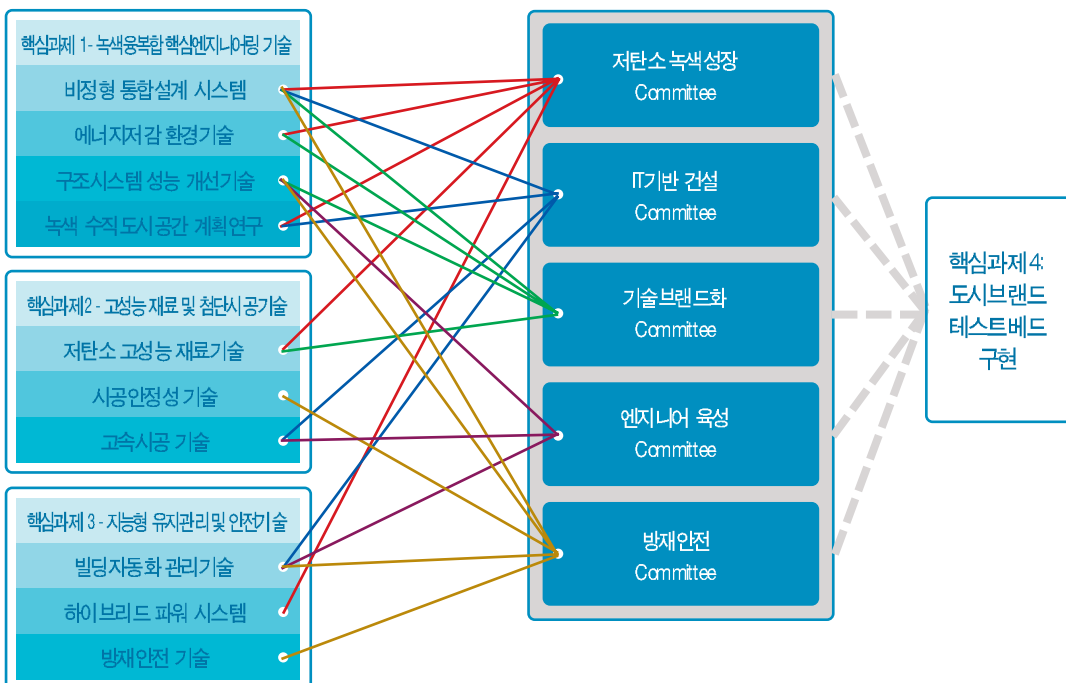 핵심과제 1 - 녹색융복합 핵심엔지니어링 기술
비정형 통합설계 시스템
에너지저감 환경기술
구조시스템 성능 개선기술
녹색 수직도시공간 계획연구
핵심과제2 - 고성능 재료 및 첨단시공기술
저탄소 고성능 재료기술
시공안정성 기술
고속시공 기술
핵심과제 3 - 지능형 유지관리 및 안전기술
빌딩자동화 관리기술
하이브리드 파워 시스템
방재안전 기술
저탄소 녹색성장
Committee
IT기반 건설
Committee
기술브랜드화
Committee
엔지니어 육성
Committee
방재안전
Committee
핵심과제 4:
도시브랜드
테스트베드
구현